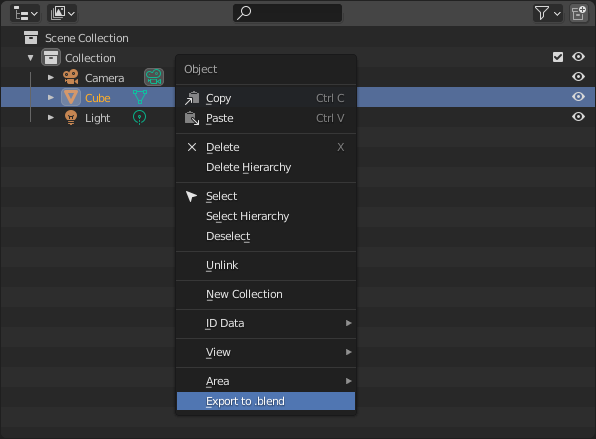 Scene Collection
Collection
Camera
Cube
Light
Object
Copy Ctrl C
Paste Ctrl V
Delete X
Delete Hierarchy
Select
Select Hierarchy
Deselect
Unlink
New Collection
ID Data
View
Area
Export to .blend